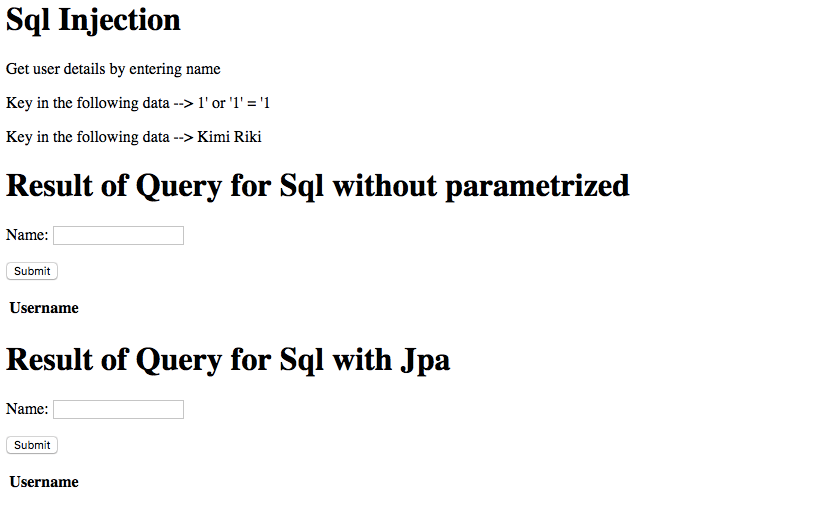 Sql Injection
Get user details by entering name
Key in the following data --> 1' or '1' = '1
Key in the following data --> Kimi Riki
Result of Query for Sql without parametrized
Name:
Submit
Username
Result of Query for Sql with Jpa
Name:
Submit
Username